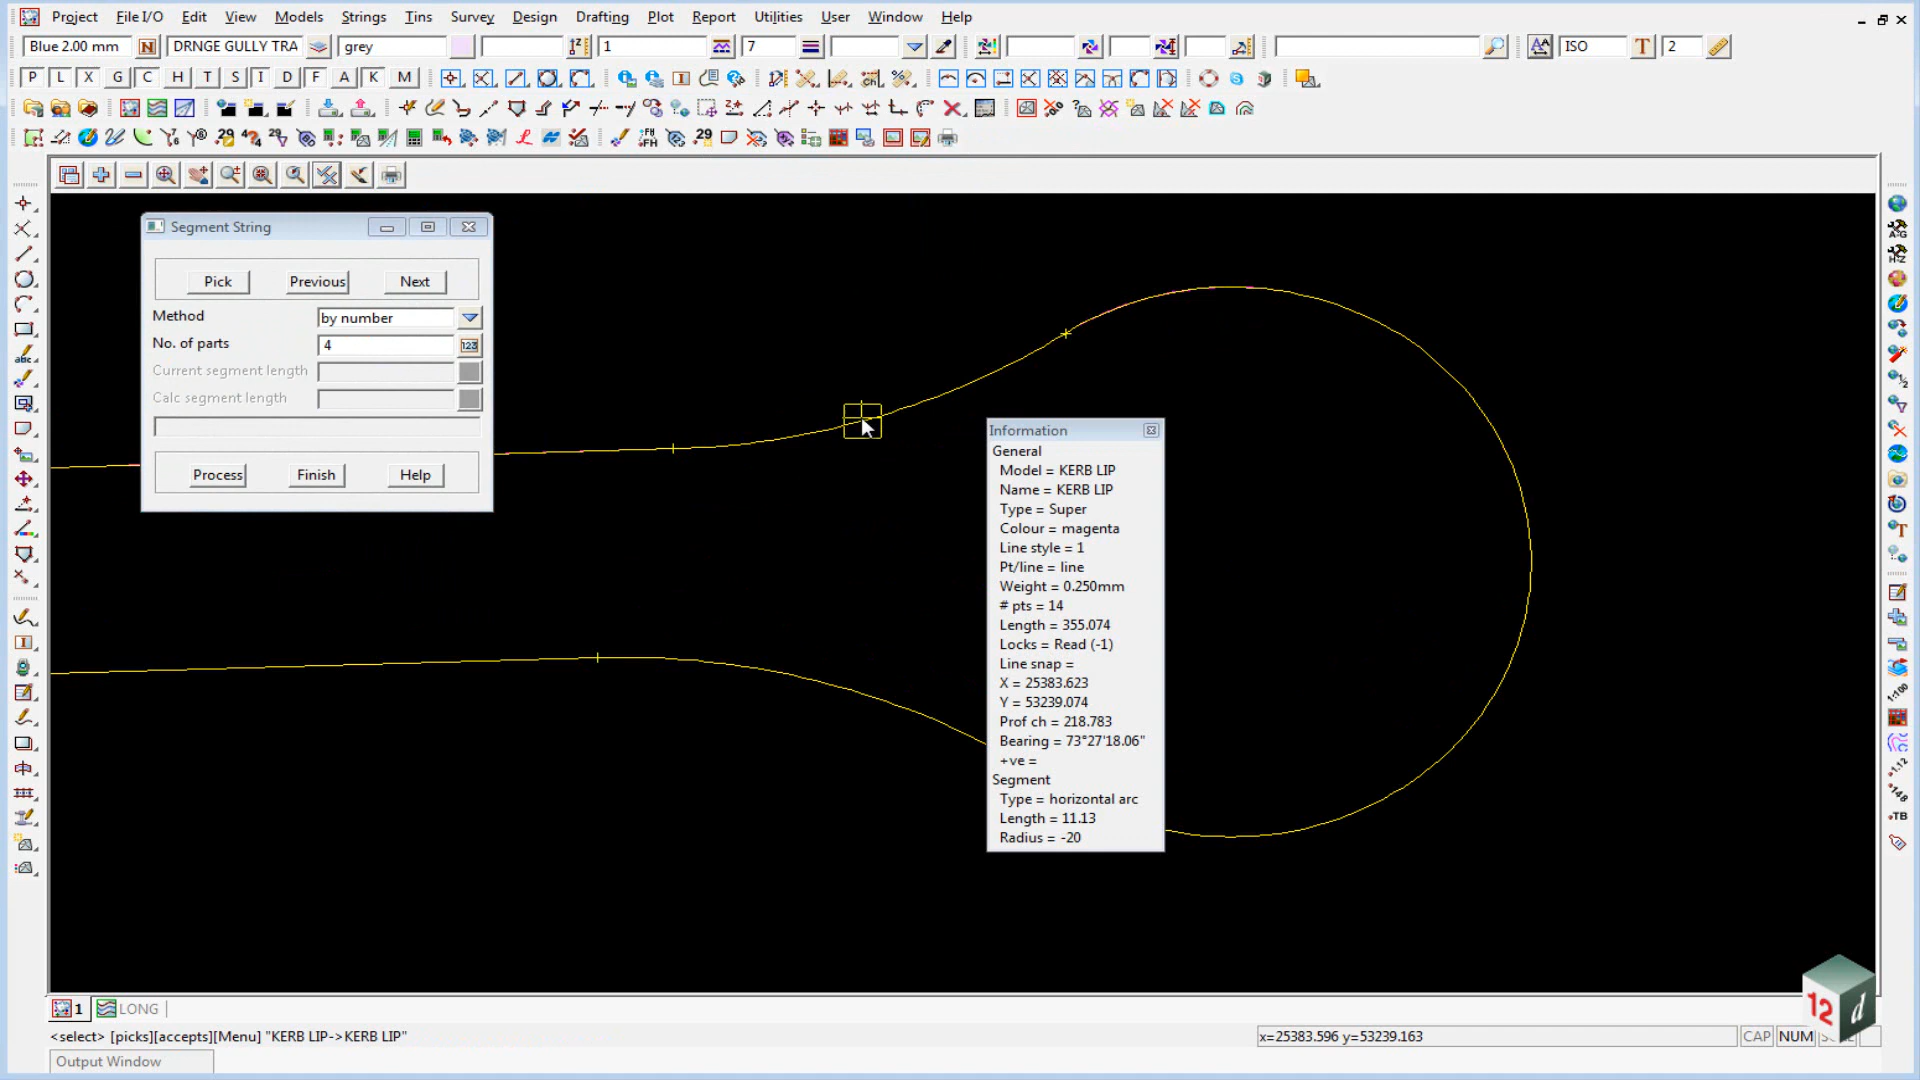 Project File I/O Edit View Models Strings Tins Survey Design Drafting Plot Report Utilities User Window Help
Blue 2.00 mm N DRNGE GULLY TRA grey 1 7 ISO T 2
P L X G C H T S I D F A K M
Segment String
Pick Previous Next
Method by number
No. of parts 4 123
Current segment length
Calc segment length
Process Finish Help
Information
General
Model = KERB LIP
Name = KERB LIP
Type = Super
Colour = magenta
Line style = 1
Pt/line = line
Weight = 0.250mm
# pts = 14
Length = 355.074
Locks = Read (-1)
Line snap =
X = 25383.623
Y = 53239.074
Prof ch = 218.783
Bearing = 73°27'18.06"
+ve =
Segment
Type = horizontal arc
Length = 11.13
Radius = -20
1 LONG
12 d
<select> [picks][accepts][Menu] "KERB LIP->KERB LIP" x=25383.596 y=53239.163 CAP NUM
Output Window